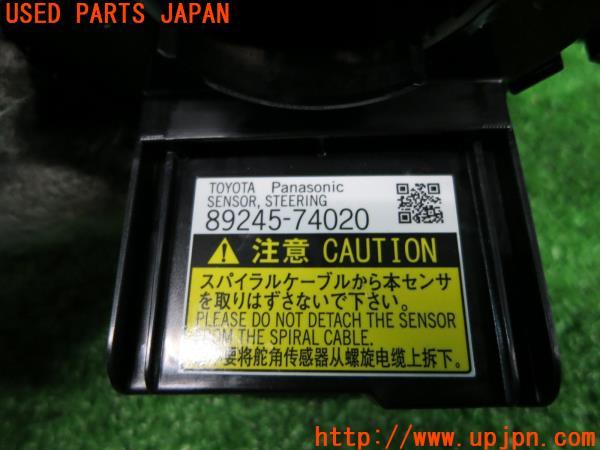 USED PARTS JAPAN
TOYOTA Panasonic
SENSOR, STEERING
89245-74020
注意 CAUTION
スパイラルケーブルから本センサ
を取りはずさないで下さい。
PLEASE DO NOT DETACH THE SENSOR
FROM THE SPIRAL CABLE.
要将舵角传感器从螺旋电缆上拆下。
http://www.upjpn.com/